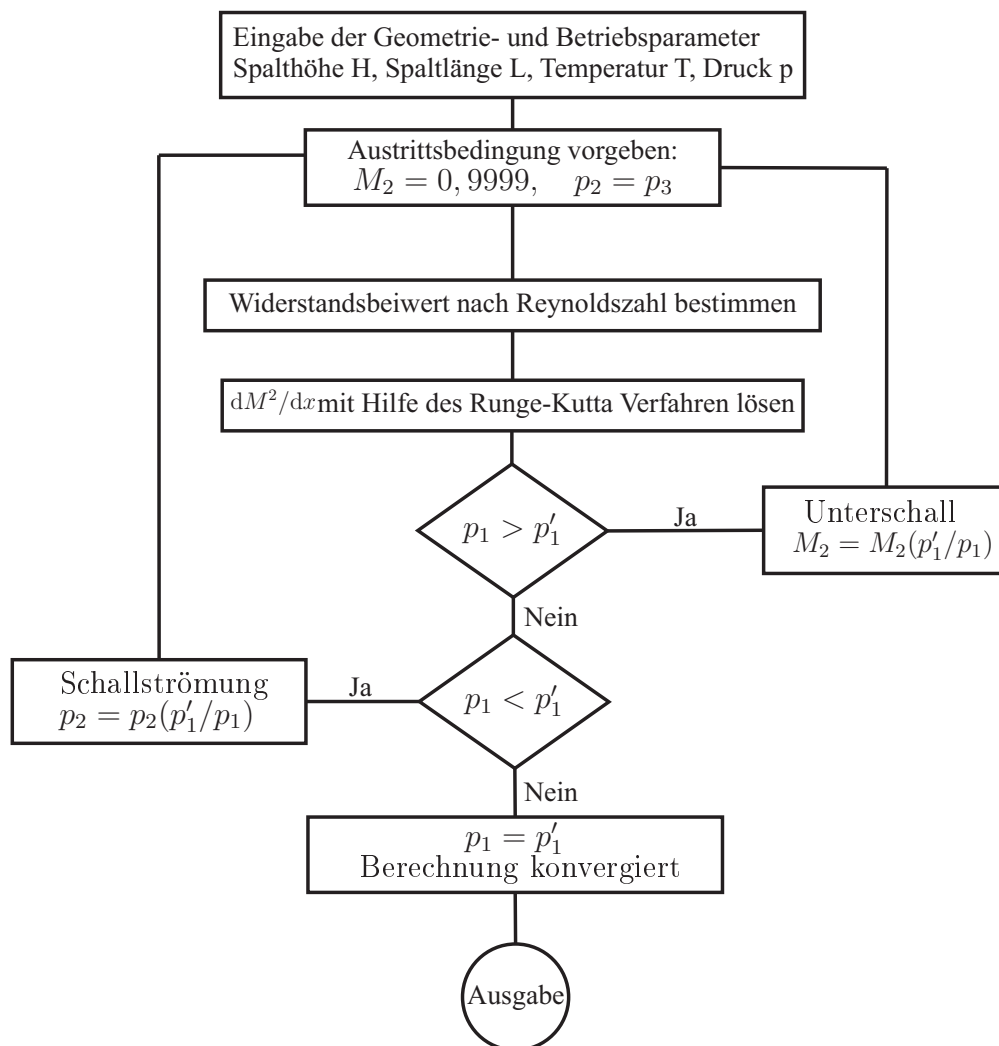 Eingabe der Geometrie- und Betriebsparameter
Spalthöhe H, Spaltlänge L, Temperatur T, Druck p
Austrittsbedingung vorgeben:
M₂ = 0,9999, p₂ = p₃
Widerstandsbeiwert nach Reynoldszahl bestimmen
dM²/dx mit Hilfe des Runge-Kutta Verfahren lösen
p₁ > p′₁
Ja
Unterschall
M₂ = M₂(p′₁/p₁)
Nein
p₁ < p′₁
Ja
Schallströmung
p₂ = p₂(p′₁/p₁)
Nein
p₁ = p′₁
Berechnung konvergiert
Ausgabe